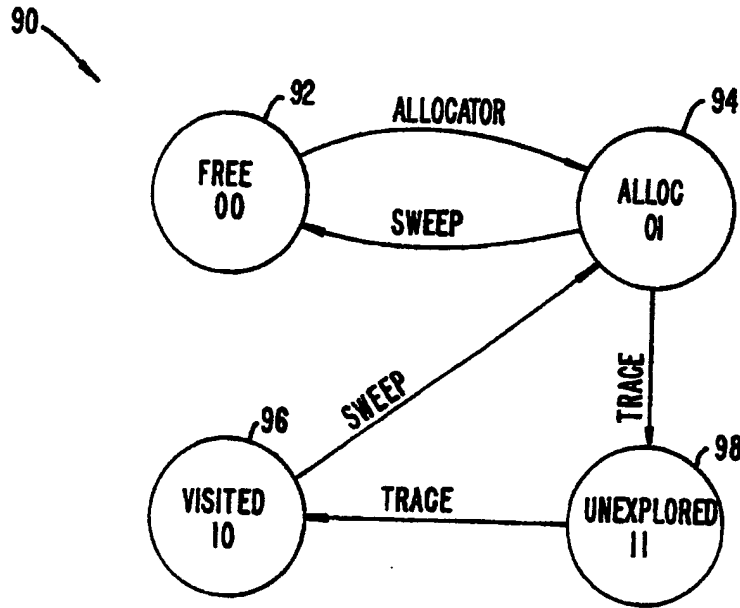 90
92
94
ALLOCATOR
FREE
00
ALLOC
01
SWEEP
SWEEP
TRACE
96
98
VISITED
10
TRACE
UNEXPLORED
11